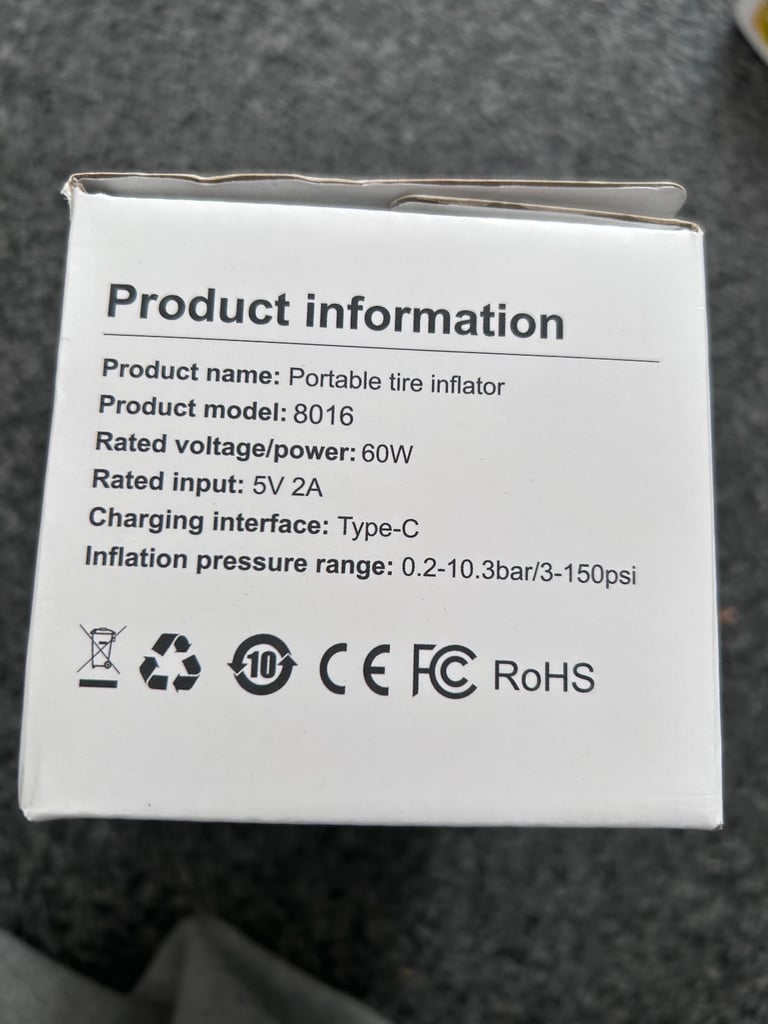 Product information
Product name: Portable tire inflator
Product model: 8016
Rated voltage/power: 60W
Rated input: 5V 2A
Charging interface: Type-C
Inflation pressure range: 0.2-10.3bar/3-150psi
10 CE FC RoHS